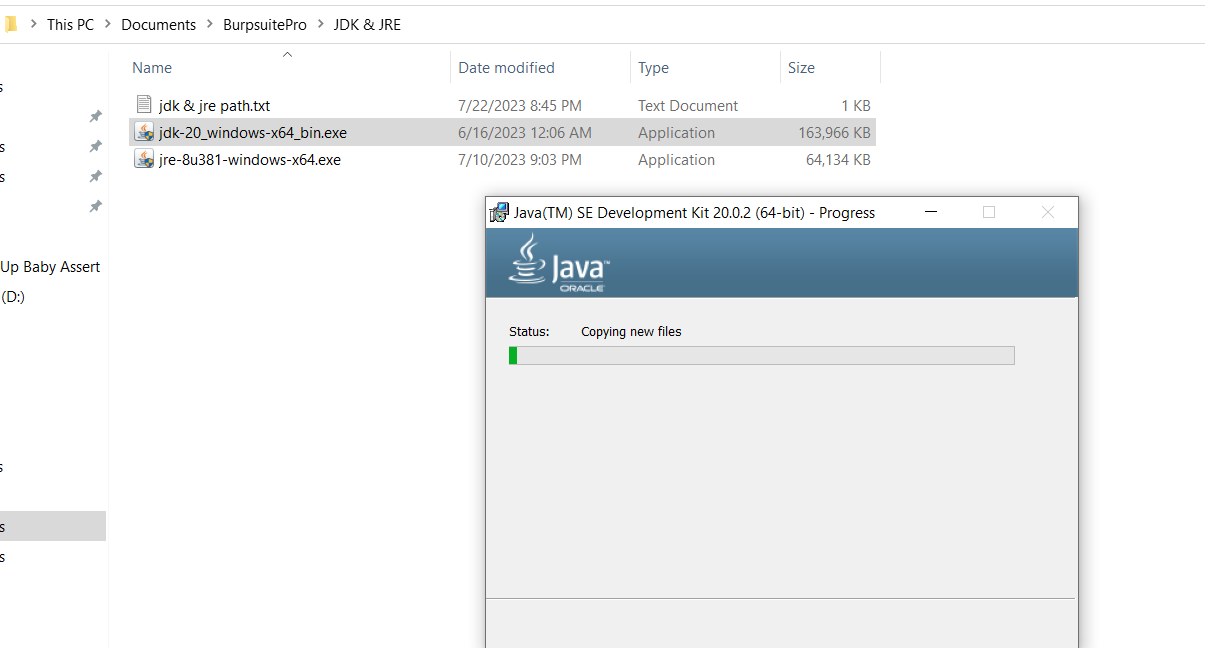 This PC > Documents > BurpsuitePro > JDK & JRE
Name Date modified Type Size
jdk & jre path.txt 7/22/2023 8:45 PM Text Document 1 KB
jdk-20_windows-x64_bin.exe 6/16/2023 12:06 AM Application 163,966 KB
jre-8u381-windows-x64.exe 7/10/2023 9:03 PM Application 64,134 KB
s
s
s
Up Baby Assert
(D:)
s
s
s
Java(TM) SE Development Kit 20.0.2 (64-bit) - Progress
Java™
ORACLE
Status: Copying new files